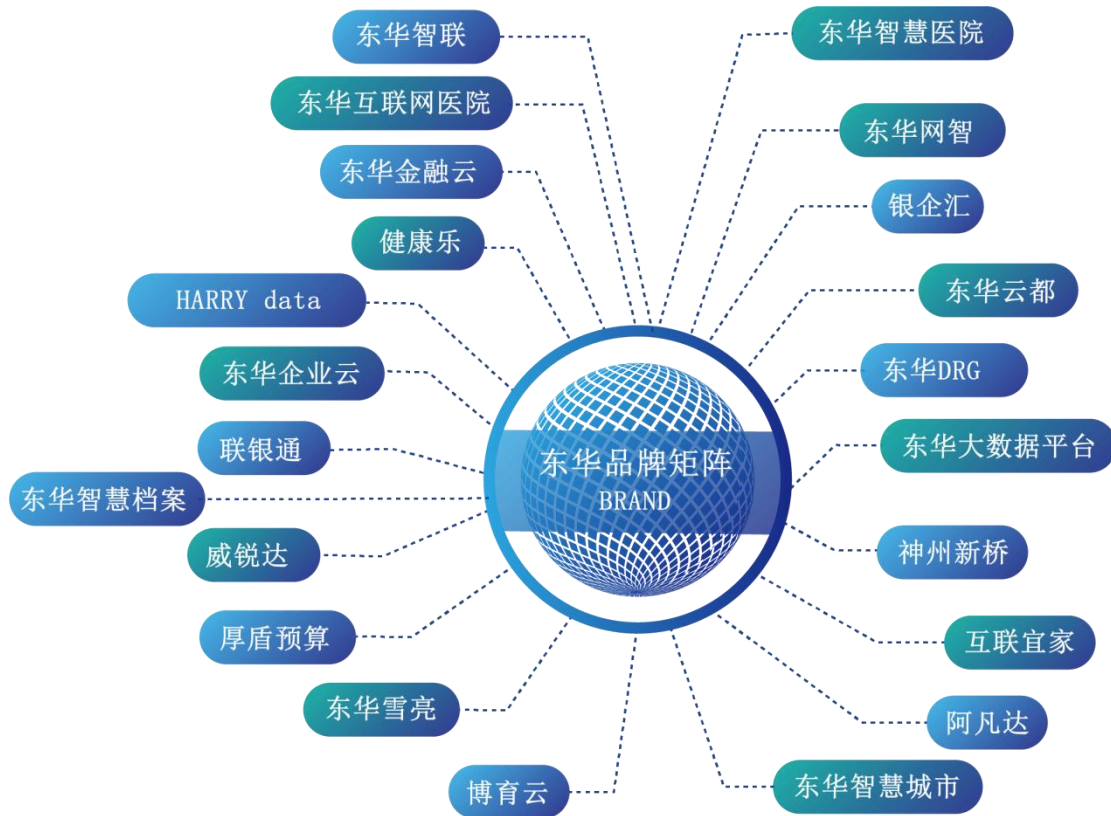 东华智联
东华智慧医院
东华互联网医院
东华网智
东华金融云
银企汇
健康乐
东华云都
HARRY data
东华企业云
东华DRG
联银通
东华大数据平台
东华品牌矩阵
BRAND
东华智慧档案
威锐达
神州新桥
厚盾预算
互联宜家
东华雪亮
阿凡达
博育云
东华智慧城市